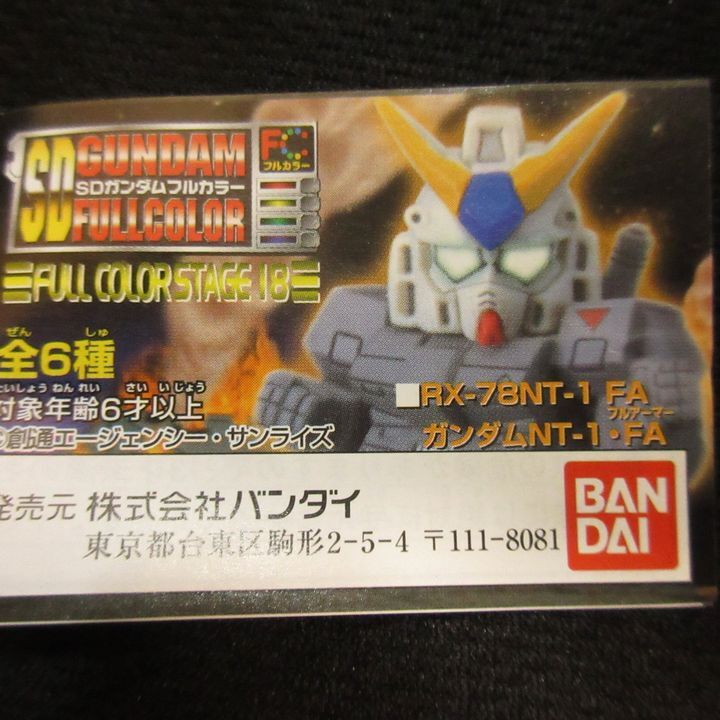 SD GUNDAM
SDガンダムフルカラー
FULLCOLOR
FC
フルカラー
FULL COLOR STAGE 18
ぜん しゅ
全6種
たいしょうねんれい さい いじょう
対象年齢6才以上
©創通エージェンシー・サンライズ
RX-78NT-1 FA
フルアーマー
ガンダムNT-1・FA
発売元 株式会社バンダイ
東京都台東区駒形2-5-4 〒111-8081
BAN
DAI